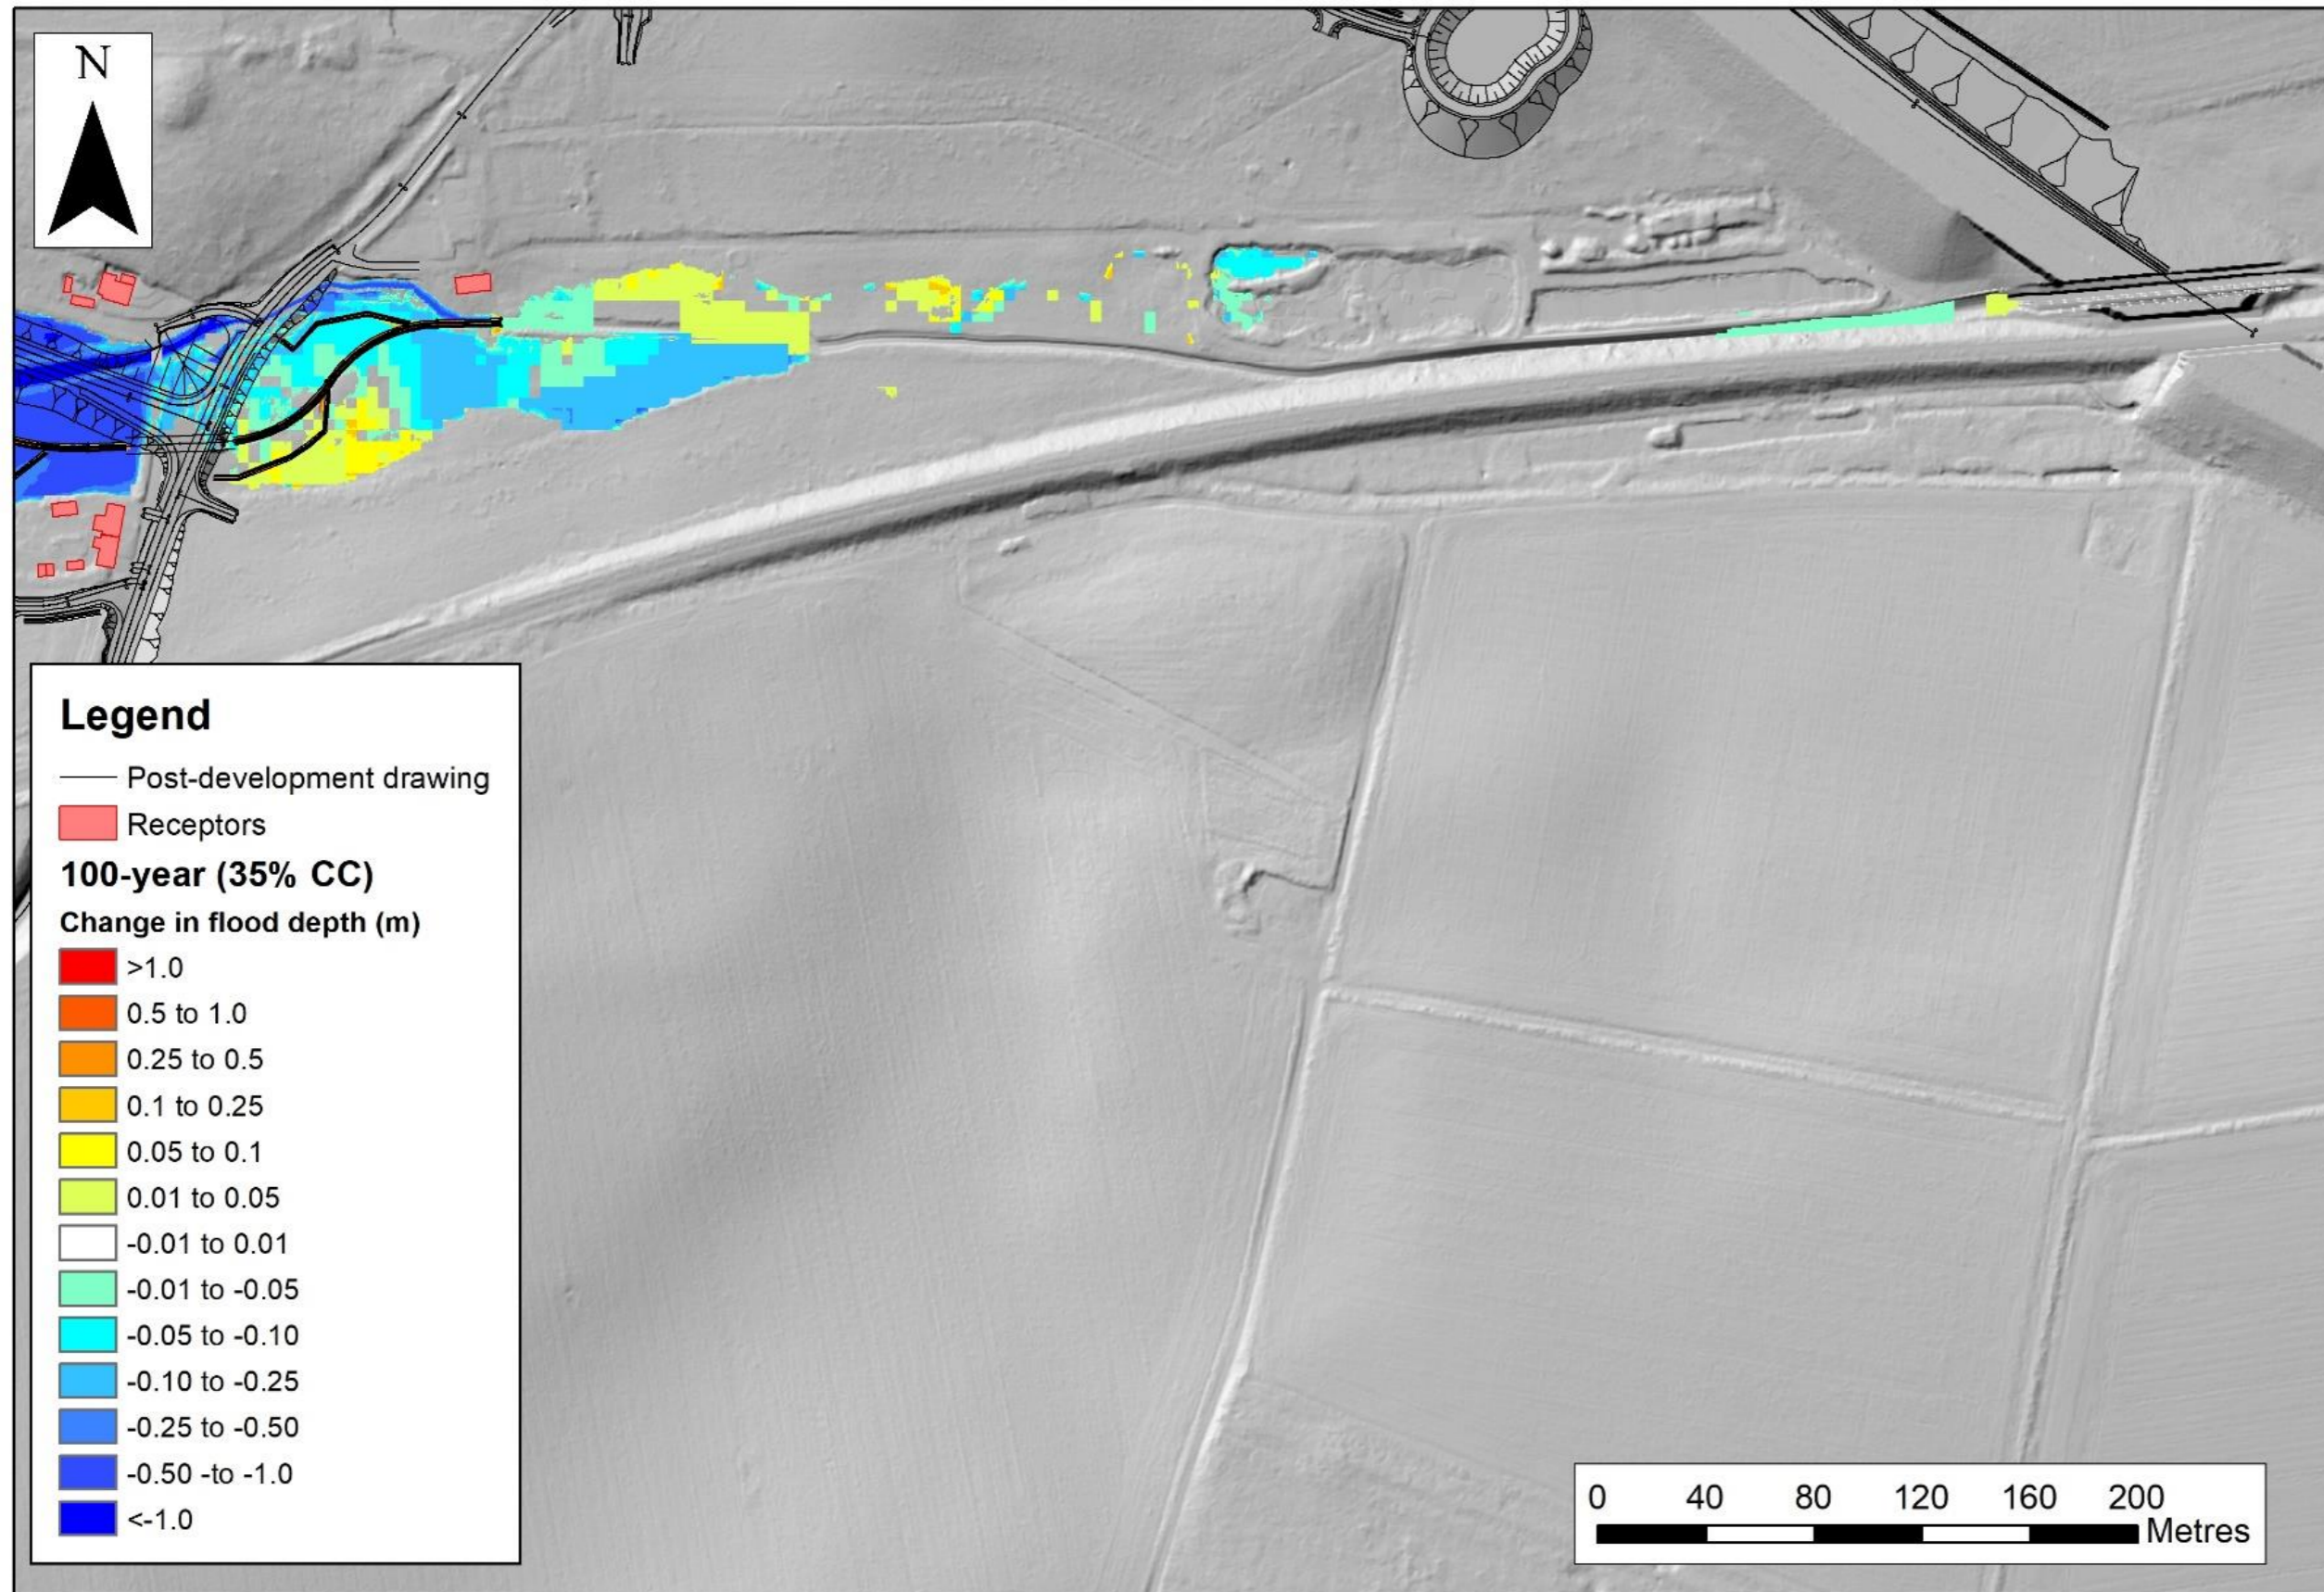 N
Legend
Post-development drawing
Receptors
100-year (35% CC)
Change in flood depth (m)
>1.0
0.5 to 1.0
0.25 to 0.5
0.1 to 0.25
0.05 to 0.1
0.01 to 0.05
-0.01 to 0.01
-0.01 to -0.05
-0.05 to -0.10
-0.10 to -0.25
-0.25 to -0.50
-0.50 -to -1.0
<-1.0
0 40 80 120 160 200
Metres